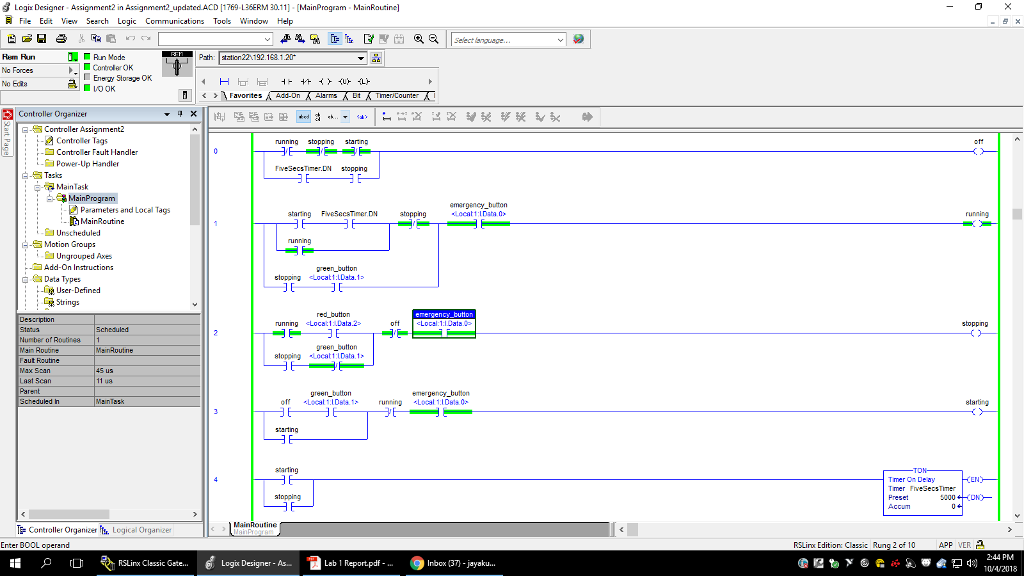 Logix Designer - Assignment2 in Assignment2_updated.ACD [1769-L36ERM 30.11] - [MainProgram - MainRoutine]
File Edit View Search Logic Communications Tools Window Help
Select language...
Rem Run
No Forces
No Edits
Run Mode
Controller OK
Energy Storage OK
I/O OK
REM
Path: station22\192.168.1.20*
Favorites Add-On Alarms Bit Timer/Counter
Start Page
Controller Organizer
Controller Assignment2
Controller Tags
Controller Fault Handler
Power-Up Handler
Tasks
MainTask
MainProgram
Parameters and Local Tags
MainRoutine
Unscheduled
Motion Groups
Ungrouped Axes
Add-On Instructions
Data Types
User-Defined
Strings
Description
Status Scheduled
Number of Routines 1
Main Routine MainRoutine
Fault Routine
Max Scan 45 us
Last Scan 11 us
Parent
Scheduled In MainTask
Controller Organizer Logical Organizer
running stopping starting off
0
FiveSecsTimer.DN stopping
emergency_button
starting FiveSecsTimer.DN stopping <Local:1:I.Data.0> running
1
running
green_button
stopping <Local:1:I.Data.1>
red_button emergency_button
running <Local:1:I.Data.2> off <Local:1:I.Data.0> stopping
2
green_button
stopping <Local:1:I.Data.1>
green_button emergency_button
off <Local:1:I.Data.1> running <Local:1:I.Data.0> starting
3
starting
starting
4
stopping
TON
Timer On Delay EN
Timer FiveSecsTimer
Preset 5000 DN
Accum 0
MainRoutine
MainProgram
Enter BOOL operand
RSLinx Edition: Classic Rung 2 of 10 APP VER
RSLinx Classic Gate...
Logix Designer - As...
Lab 1 Report.pdf - ...
Inbox (37) - jayaku...
2:44 PM
10/4/2018